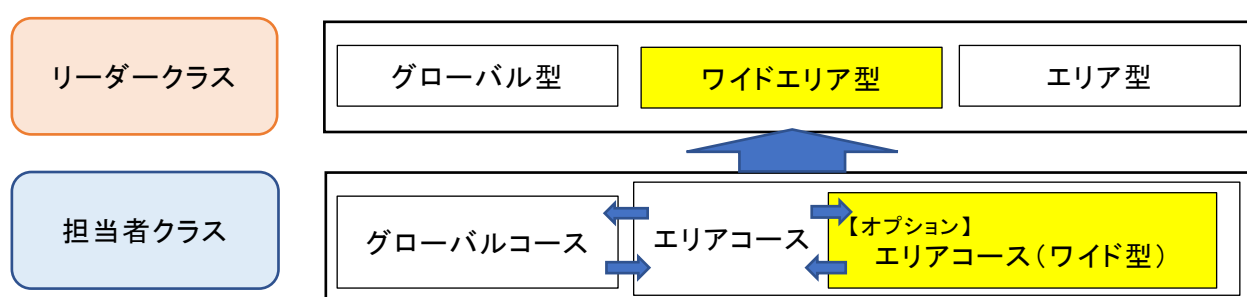 リーダークラス
グローバル型
ワイドエリア型
エリア型
担当者クラス
グローバルコース
エリアコース
【オプション】
エリアコース(ワイド型)